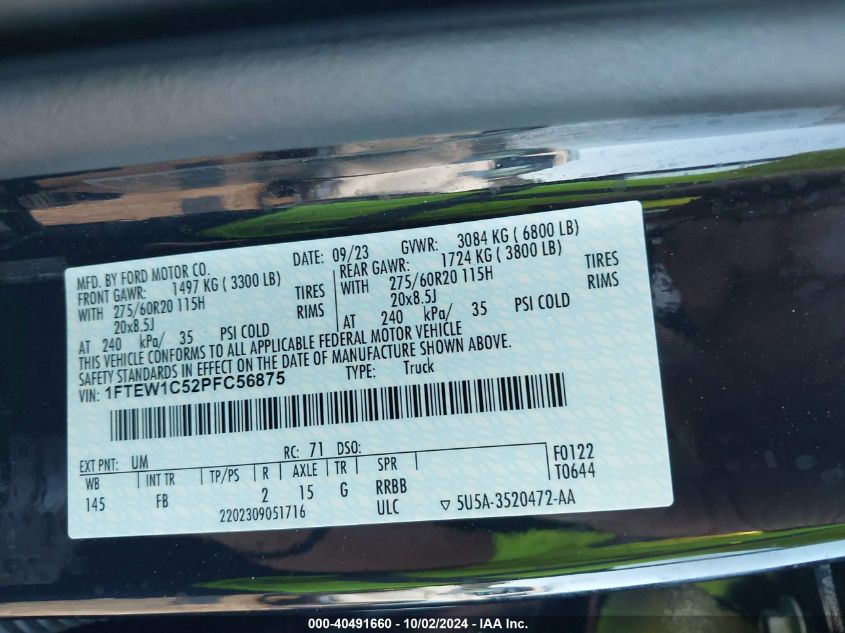 MFD. BY FORD MOTOR CO. DATE: 09/23 GVWR: 3084 KG ( 6800 LB)
FRONT GAWR: 1497 KG ( 3300 LB) REAR GAWR: 1724 KG ( 3800 LB)
WITH 275/60R20 115H TIRES WITH 275/60R20 115H TIRES
20x8.5J RIMS 20x8.5J RIMS
AT 240 kPa/ 35 PSI COLD AT 240 kPa/ 35 PSI COLD
THIS VEHICLE CONFORMS TO ALL APPLICABLE FEDERAL MOTOR VEHICLE
SAFETY STANDARDS IN EFFECT ON THE DATE OF MANUFACTURE SHOWN ABOVE.
VIN: 1FTEW1C52PFC56875 TYPE: Truck
EXT PNT: UM RC: 71 DSO: F0122
WB INT TR TP/PS R AXLE TR SPR T0644
145 FB 2 15 G RRBB
2202309051716 ULC ▽ 5U5A-3520472-AA
000-40491660 - 10/02/2024 - IAA Inc.